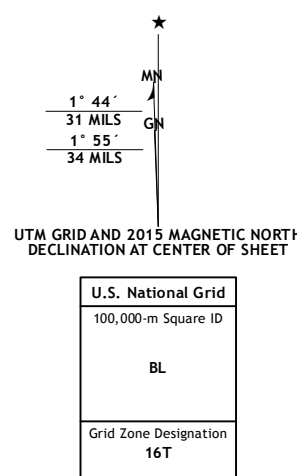 MN
1° 44´
31 MILS
GN
1° 55´
34 MILS
UTM GRID AND 2015 MAGNETIC NORTH
DECLINATION AT CENTER OF SHEET
U.S. National Grid
100,000-m Square ID
BL
Grid Zone Designation
16T